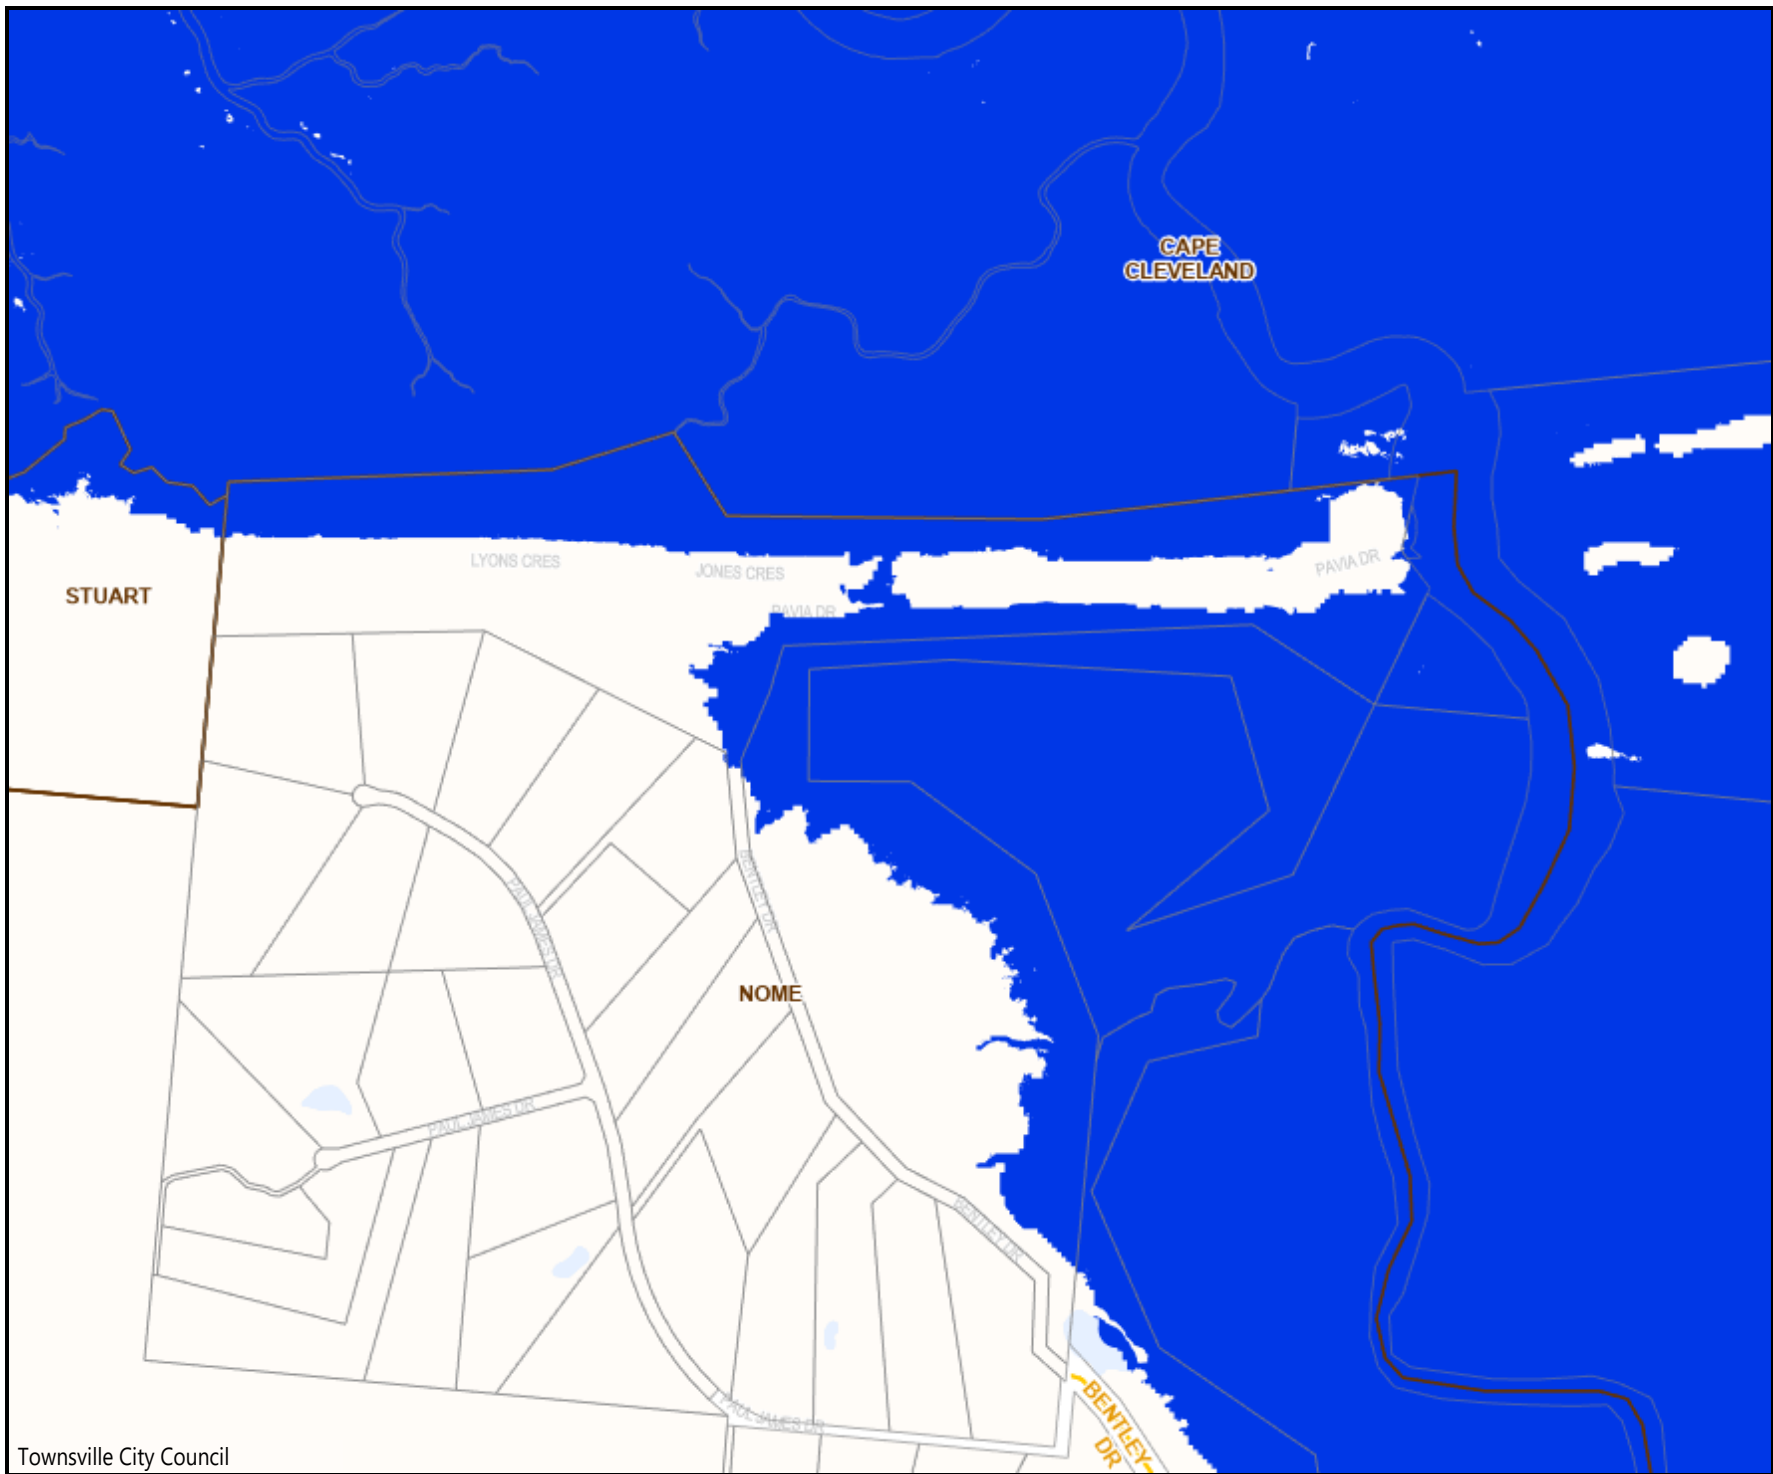 CAPE
CLEVELAND
LYONS CRES
JONES CRES
PAVIA DR
PAVIA DR
STUART
BENTLEY DR
PAUL JAMES DR
NOME
PAUL JAMES DR
BENTLEY DR
PAUL JAMES DR
BENTLEY
DR
Townsville City Council